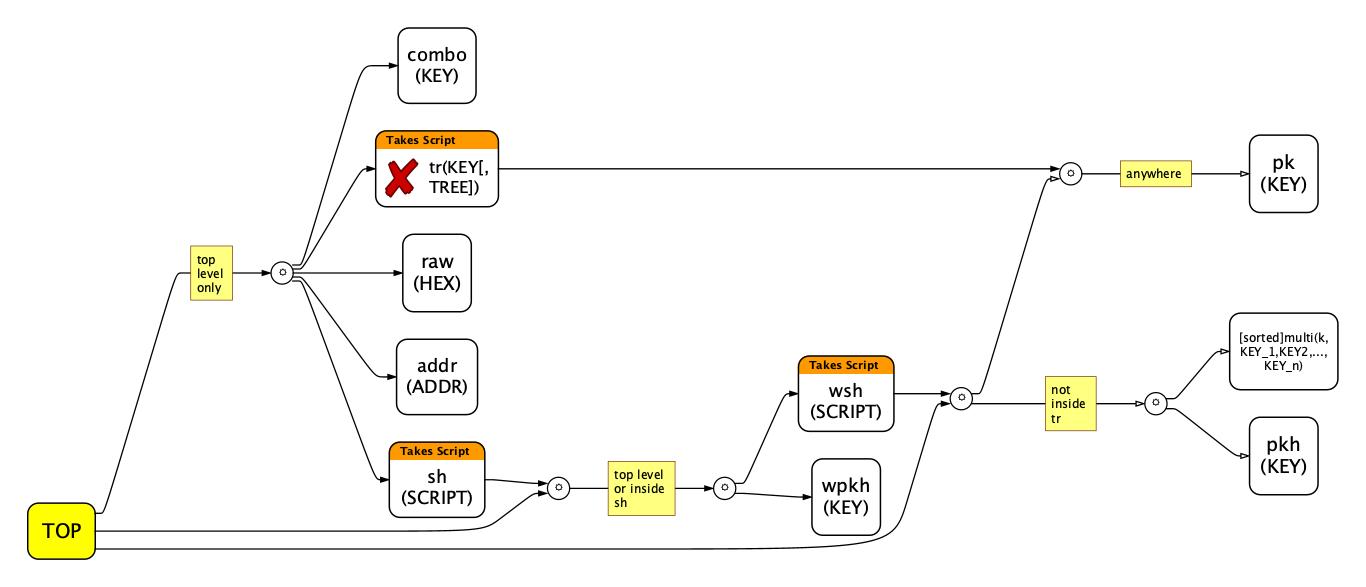 combo
(KEY)
Takes Script
tr(KEY[,
TREE])
pk
(KEY)
anywhere
top
level
only
raw
(HEX)
addr
(ADDR)
[sorted]multi(k,
KEY_1,KEY2,...,
KEY_n)
Takes Script
wsh
(SCRIPT)
not
inside
tr
pkh
(KEY)
Takes Script
sh
(SCRIPT)
top level
or inside
sh
wpkh
(KEY)
TOP